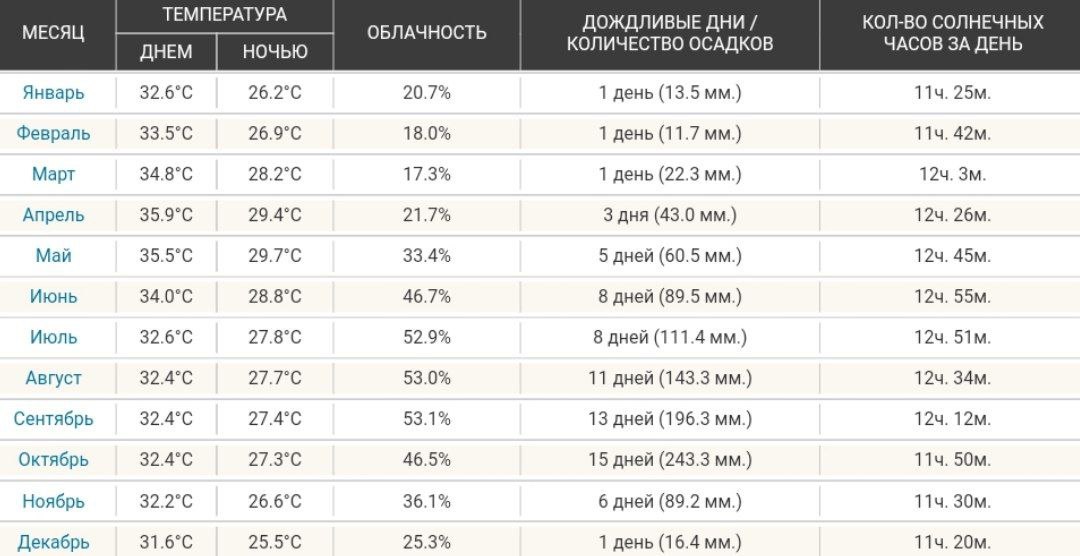 МЕСЯЦ ТЕМПЕРАТУРА ОБЛАЧНОСТЬ ДОЖДЛИВЫЕ ДНИ / КОЛ-ВО СОЛНЕЧНЫХ
ДНЕМ НОЧЬЮ КОЛИЧЕСТВО ОСАДКОВ ЧАСОВ ЗА ДЕНЬ
Январь 32.6°C 26.2°C 20.7% 1 день (13.5 мм.) 11ч. 25м.
Февраль 33.5°C 26.9°C 18.0% 1 день (11.7 мм.) 11ч. 42м.
Март 34.8°C 28.2°C 17.3% 1 день (22.3 мм.) 12ч. 3м.
Апрель 35.9°C 29.4°C 21.7% 3 дня (43.0 мм.) 12ч. 26м.
Май 35.5°C 29.7°C 33.4% 5 дней (60.5 мм.) 12ч. 45м.
Июнь 34.0°C 28.8°C 46.7% 8 дней (89.5 мм.) 12ч. 55м.
Июль 32.6°C 27.8°C 52.9% 8 дней (111.4 мм.) 12ч. 51м.
Август 32.4°C 27.7°C 53.0% 11 дней (143.3 мм.) 12ч. 34м.
Сентябрь 32.4°C 27.4°C 53.1% 13 дней (196.3 мм.) 12ч. 12м.
Октябрь 32.4°C 27.3°C 46.5% 15 дней (243.3 мм.) 11ч. 50м.
Ноябрь 32.2°C 26.6°C 36.1% 6 дней (89.2 мм.) 11ч. 30м.
Декабрь 31.6°C 25.5°C 25.3% 1 день (16.4 мм.) 11ч. 20м.